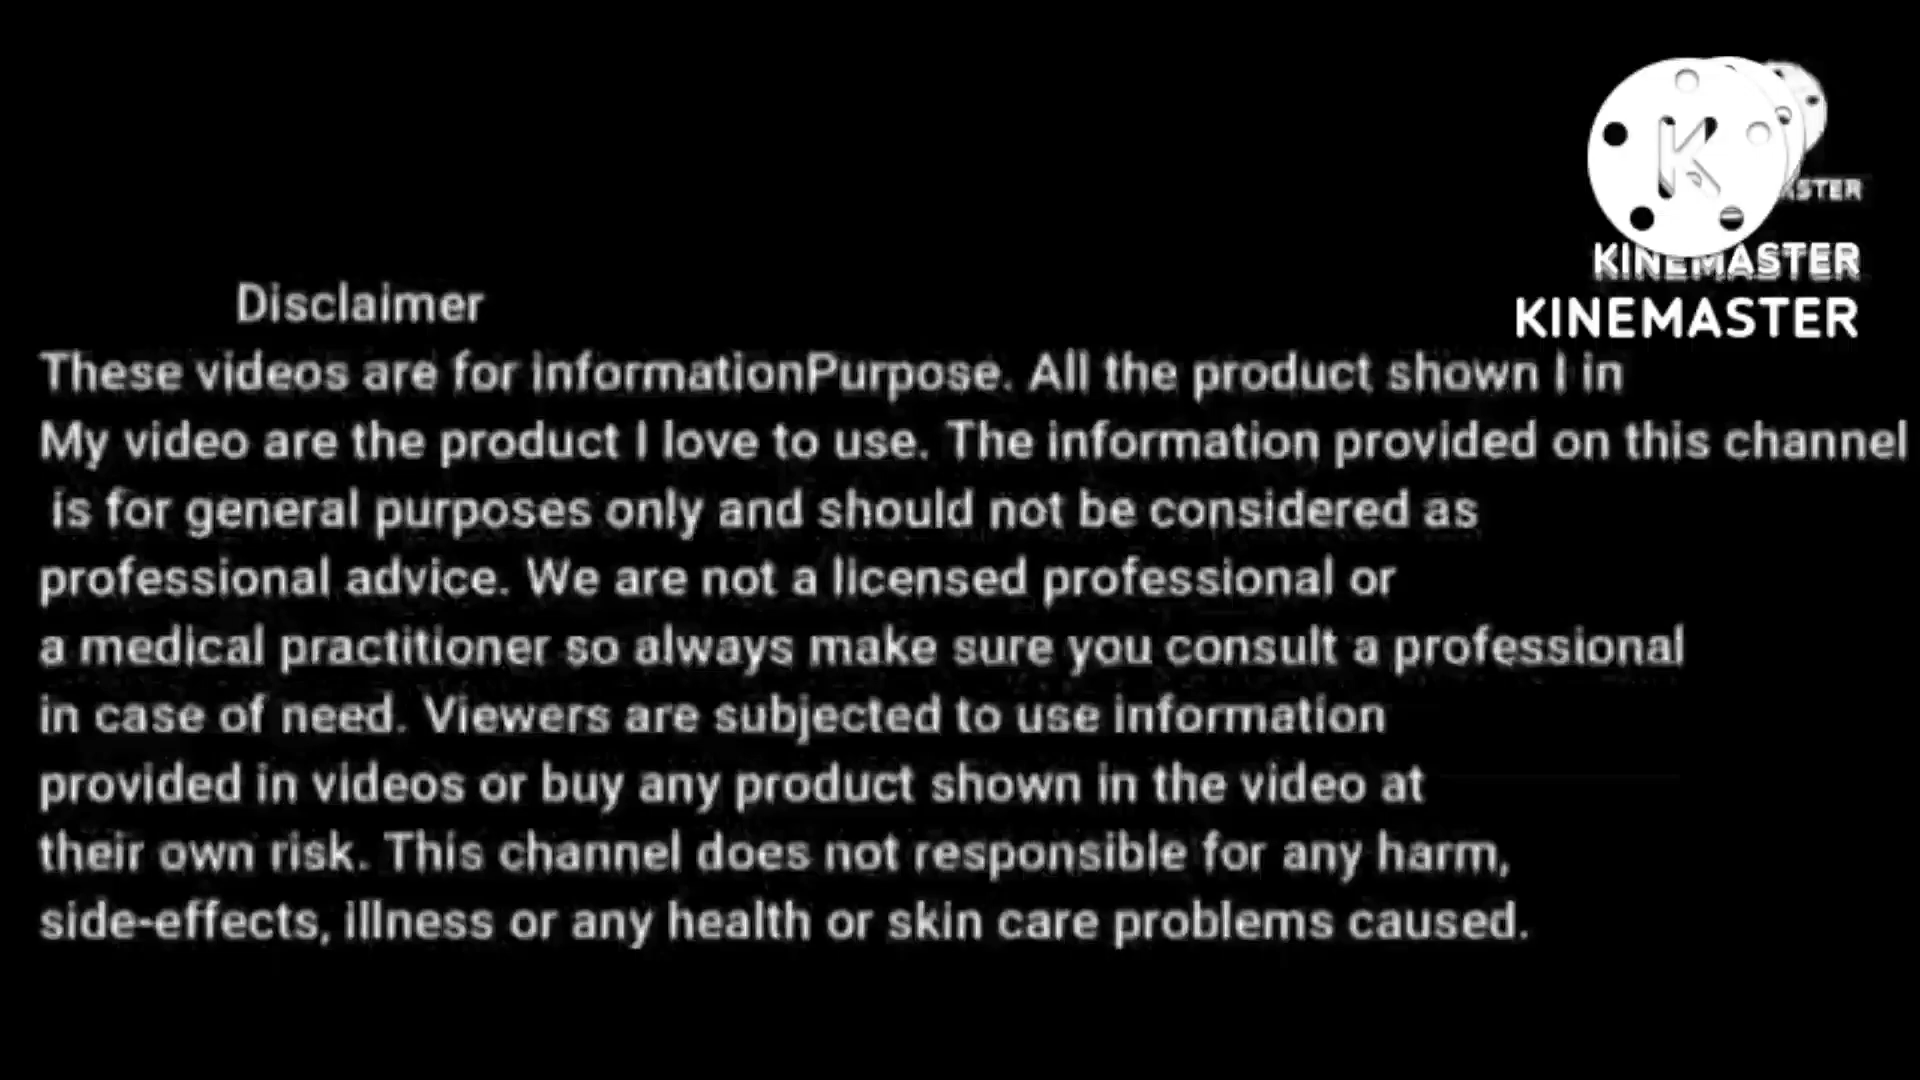 STER
KINEMASTER
KINEMASTER
Disclaimer
These videos are for informationPurpose. All the product shown I in
My video are the product I love to use. The information provided on this channel
is for general purposes only and should not be considered as
professional advice. We are not a licensed professional or
a medical practitioner so always make sure you consult a professional
in case of need. Viewers are subjected to use information
provided in videos or buy any product shown in the video at
their own risk. This channel does not responsible for any harm,
side-effects, illness or any health or skin care problems caused.